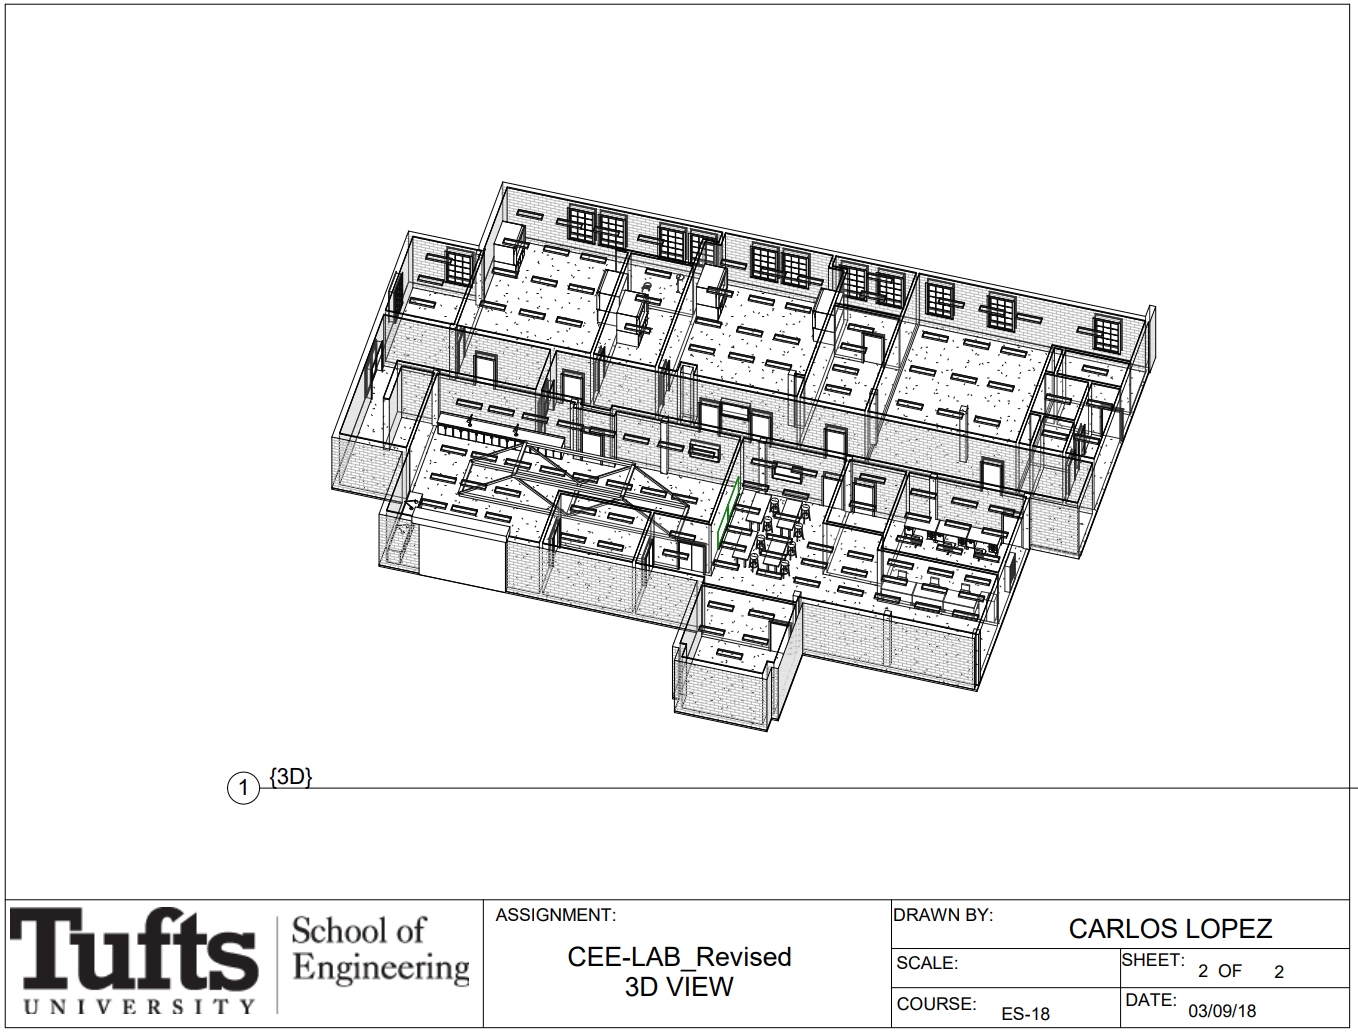 1
{3D}
Tufts
UNIVERSITY
School of
Engineering
ASSIGNMENT:
CEE-LAB_Revised
3D VIEW
DRAWN BY:
CARLOS LOPEZ
SCALE:
SHEET:
2 OF 2
COURSE:
ES-18
DATE:
03/09/18